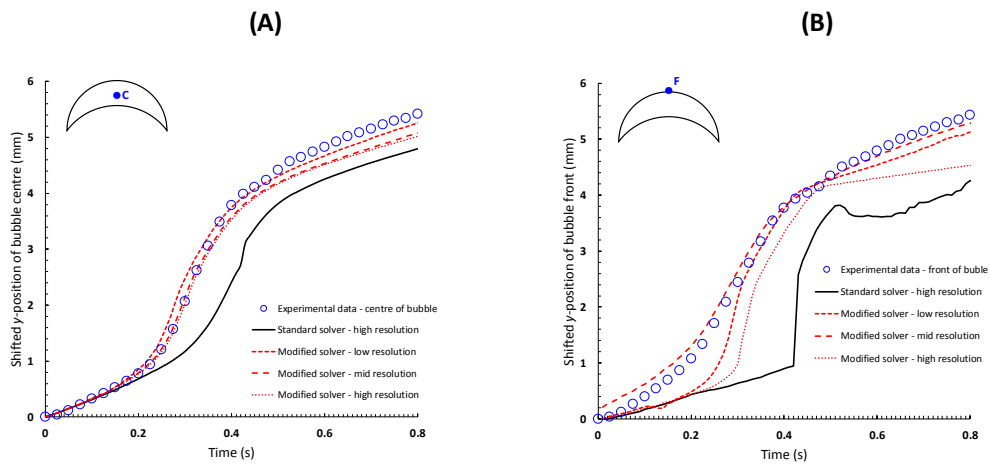 (A)
C
6
5
4
3
2
1
0
Shifted y-position of bubble centre (mm)
Experimental data - centre of bubble
Standard solver - high resolution
Modified solver - low resolution
Modified solver - mid resolution
Modified solver - high resolution
0
0.2
0.4
0.6
0.8
Time (s)
(B)
F
6
5
4
3
2
1
0
Shifted y-position of bubble front (mm)
Experimental data - front of buble
Standard solver - high resolution
Modified solver - low resolution
Modified solver - mid resolution
Modified solver - high resolution
0
0.2
0.4
0.6
0.8
Time (s)